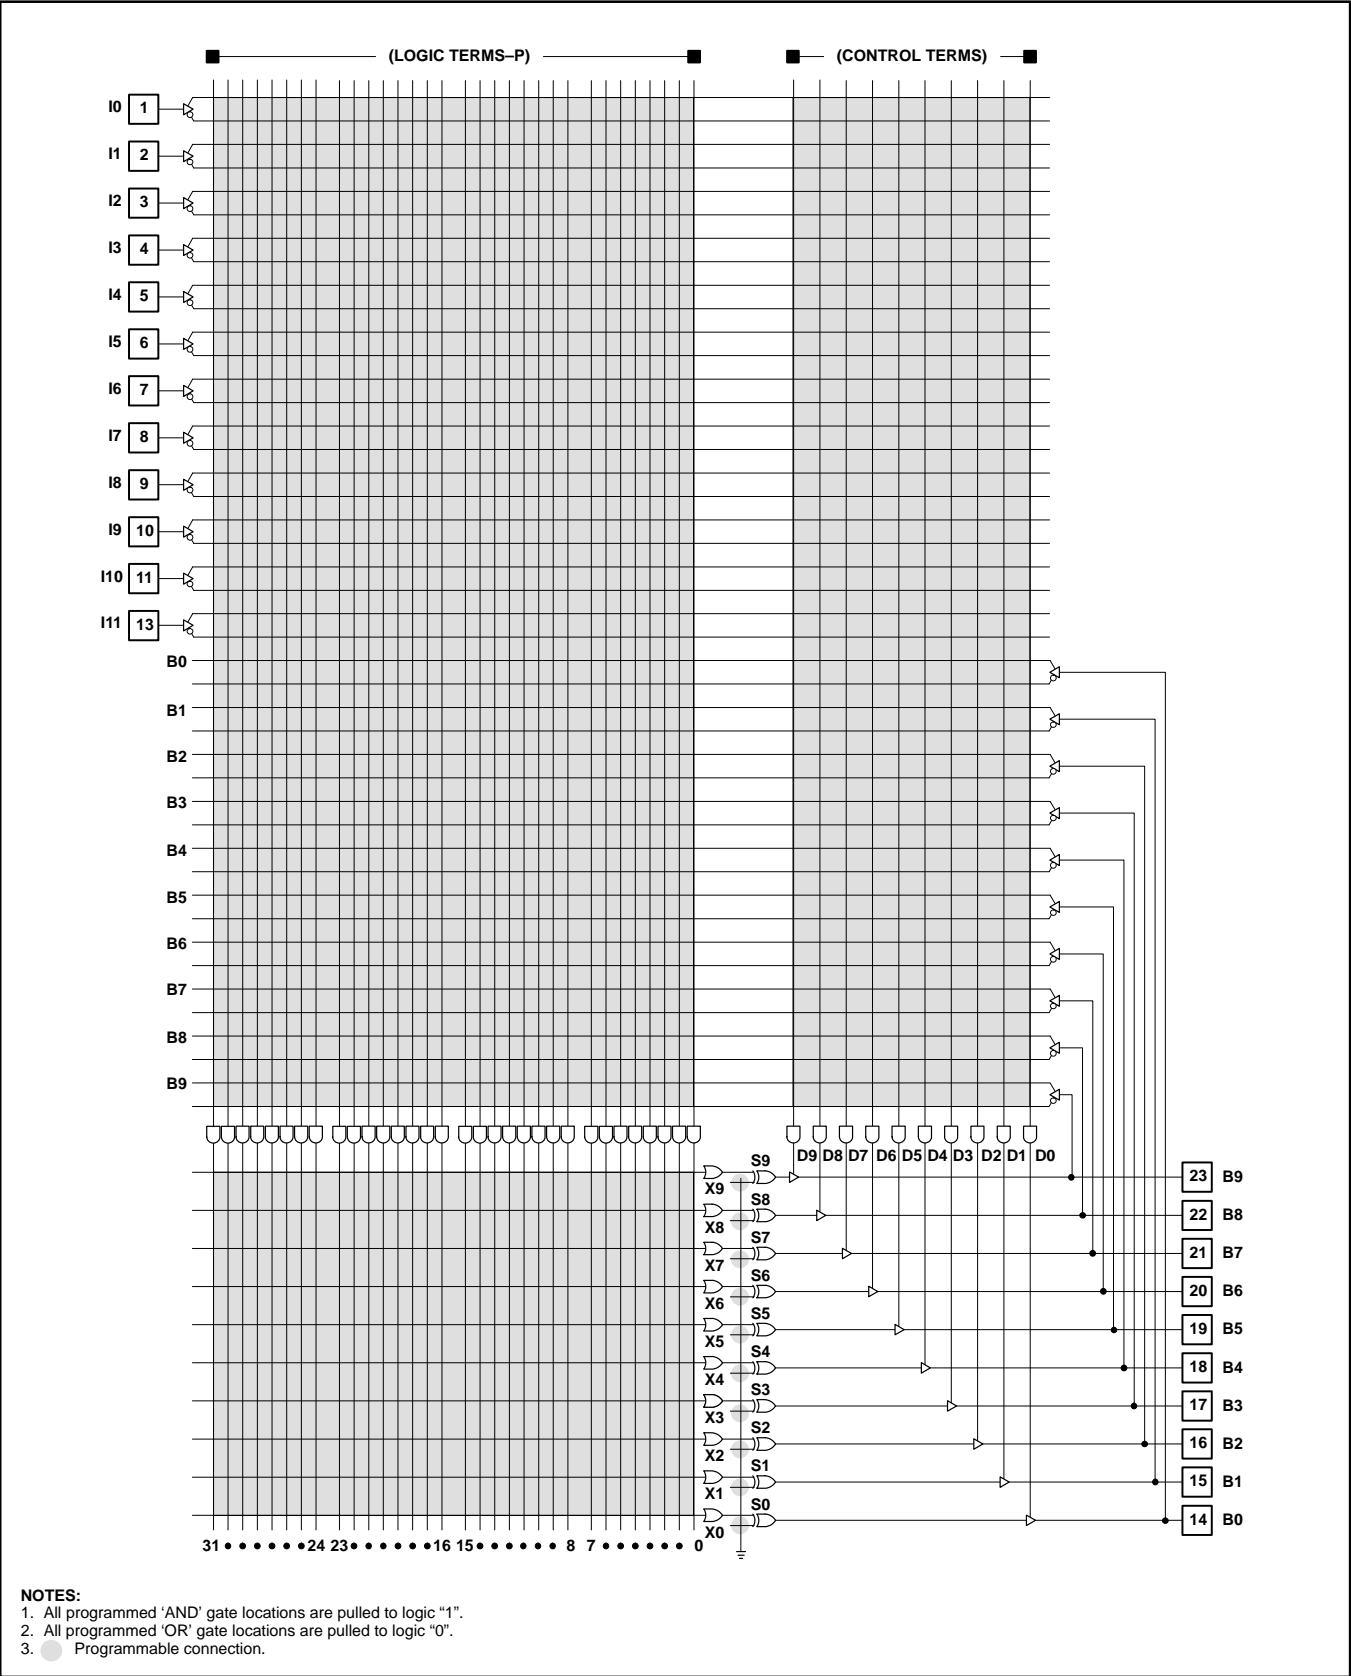 (LOGIC TERMS–P) (CONTROL TERMS)
I0 1
I1 2
I2 3
I3 4
I4 5
I5 6
I6 7
I7 8
I8 9
I9 10
I10 11
I11 13
B0
B1
B2
B3
B4
B5
B6
B7
B8
B9
D9 D8 D7 D6 D5 D4 D3 D2 D1 D0
S9
X9
23 B9
S8
X8
22 B8
S7
X7
21 B7
S6
X6
20 B6
S5
X5
19 B5
S4
X4
18 B4
S3
X3
17 B3
S2
X2
16 B2
S1
X1
15 B1
S0
X0
14 B0
31 24 23 16 15 8 7 0
NOTES:
1. All programmed ‘AND’ gate locations are pulled to logic “1”.
2. All programmed ‘OR’ gate locations are pulled to logic “0”.
3. Programmable connection.